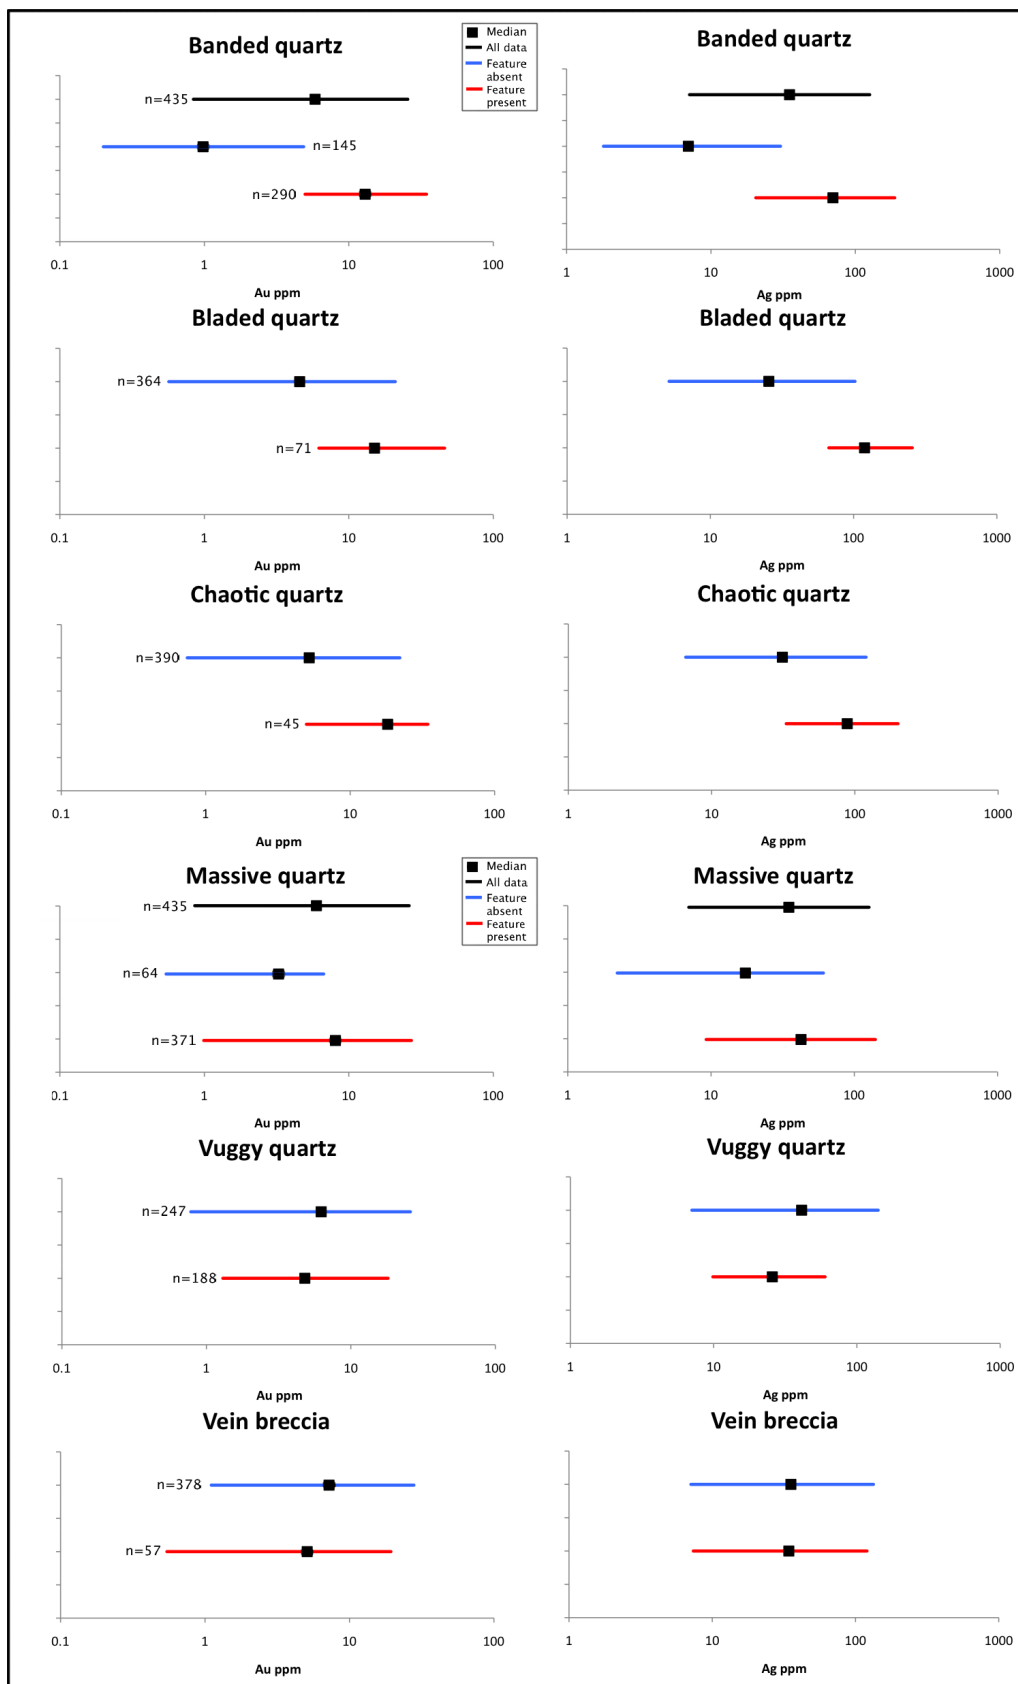 Banded quartz
Median
All data
Feature
absent
Feature
present
Banded quartz
n=435
n=145
n=290
0.1 1 10 100
Au ppm
1 10 100 1000
Ag ppm
Bladed quartz
Bladed quartz
n=364
n=71
0.1 1 10 100
Au ppm
1 10 100 1000
Ag ppm
Chaotic quartz
Chaotic quartz
n=390
n=45
0.1 1 10 100
Au ppm
1 10 100 1000
Ag ppm
Massive quartz
Median
All data
Feature
absent
Feature
present
Massive quartz
n=435
n=64
n=371
0.1 1 10 100
Au ppm
1 10 100 1000
Ag ppm
Vuggy quartz
Vuggy quartz
n=247
n=188
0.1 1 10 100
Au ppm
1 10 100 1000
Ag ppm
Vein breccia
Vein breccia
n=378
n=57
0.1 1 10 100
Au ppm
1 10 100 1000
Ag ppm